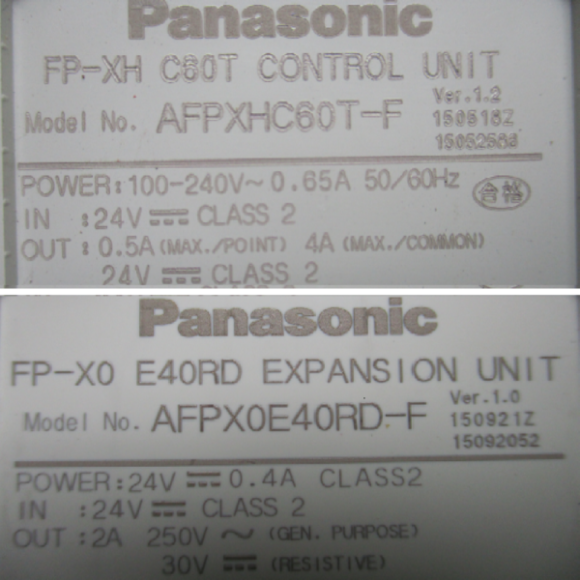 Panasonic
FP-XH C60T CONTROL UNIT
Model No. AFPXHC60T-F Ver.1.2
150518Z
POWER:100-240V~ 0.65A 50/60Hz 合格
IN :24V⎓ CLASS 2
OUT:0.5A(MAX./POINT) 4A(MAX./COMMON)
24V⎓ CLASS 2
Panasonic
FP-X0 E40RD EXPANSION UNIT
Model No. AFPX0E40RD-F Ver.1.0
150921Z
15092052
POWER:24V⎓ 0.4A CLASS2
IN :24V⎓ CLASS 2
OUT:2A 250V ~ (GEN. PURPOSE)
30V⎓ (RESISTIVE)